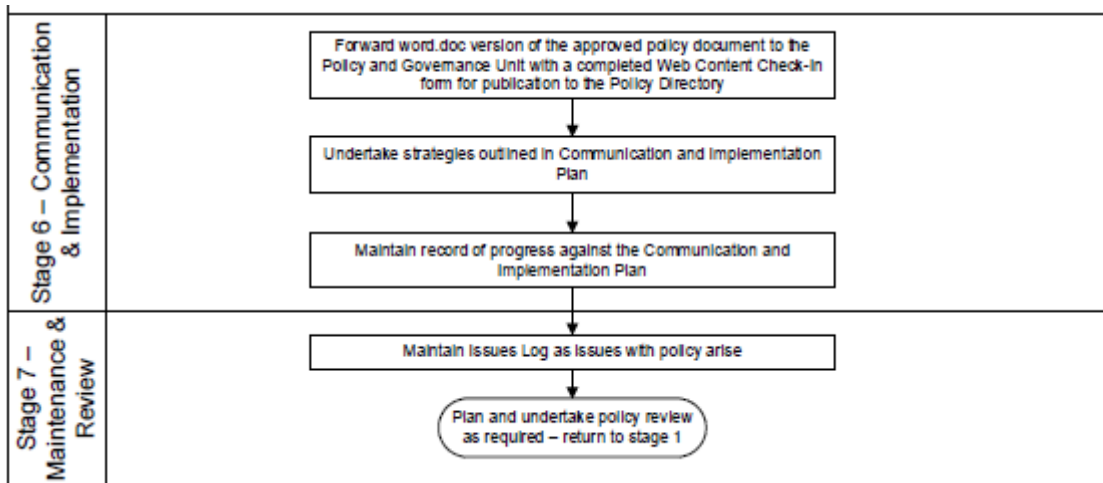 Stage 6 – Communication
& Implementation
Forward word.doc version of the approved policy document to the
Policy and Governance Unit with a completed Web Content Check-in
form for publication to the Policy Directory
Undertake strategies outlined in Communication and Implementation
Plan
Maintain record of progress against the Communication and
Implementation Plan
Stage 7 –
Maintenance &
Review
Maintain Issues Log as issues with policy arise
Plan and undertake policy review
as required – return to stage 1